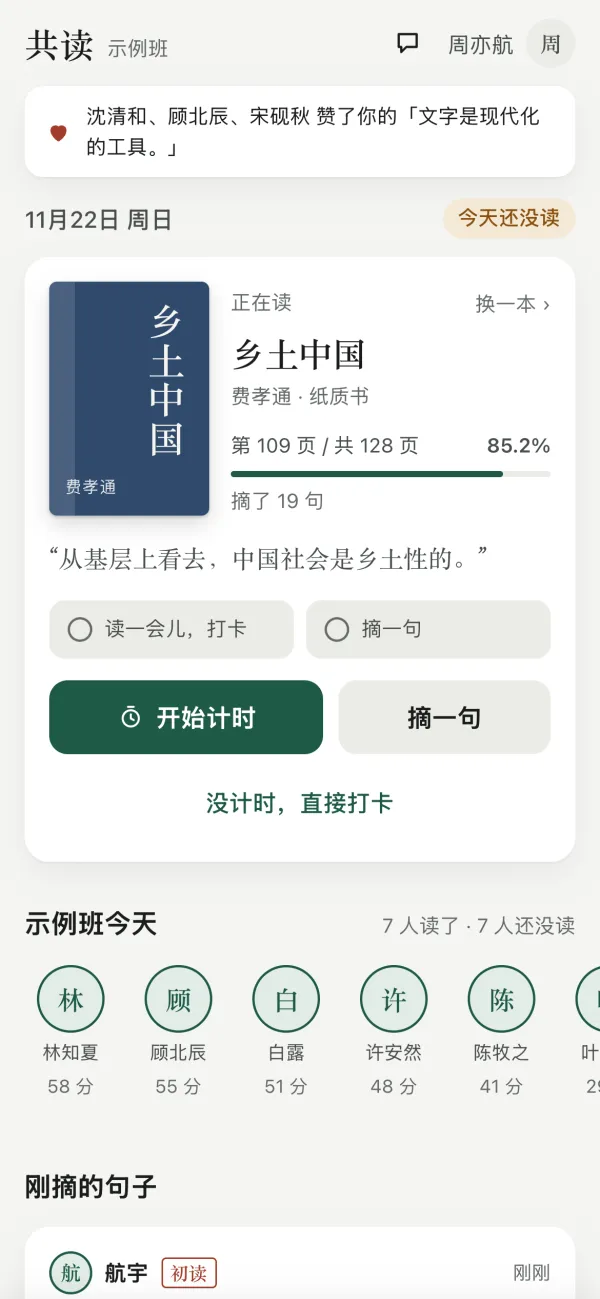 共读 示例班 周亦航 周
沈清和、顾北辰、宋砚秋 赞了你的「文字是现代化
的工具。」
11月22日 周日 今天还没读
乡土中国
费孝通
正在读 换一本 ›
乡土中国
费孝通 · 纸质书
第 109 页 / 共 128 页 85.2%
摘了 19 句
“从基层上看去，中国社会是乡土性的。”
读一会儿，打卡 摘一句
开始计时 摘一句
没计时，直接打卡
示例班今天 7 人读了 · 7 人还没读
林 顾 白 许 陈
林知夏 顾北辰 白露 许安然 陈牧之 叶
58 分 55 分 51 分 48 分 41 分 29
刚摘的句子
航 航宇 初读 刚刚